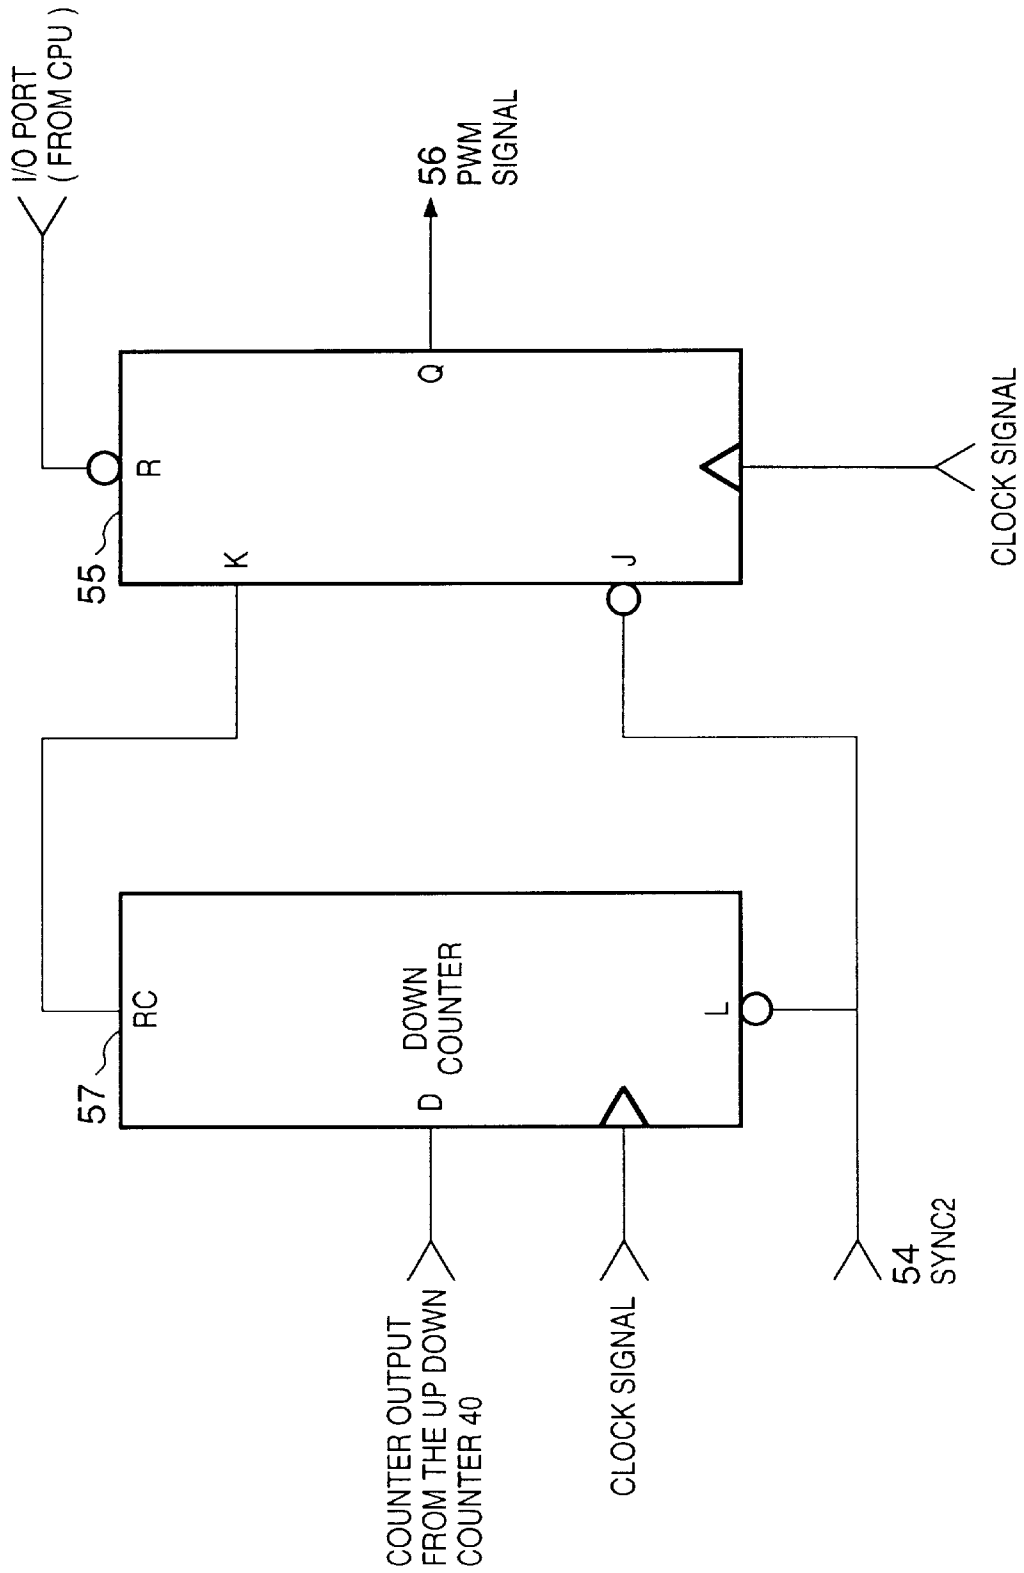 I/O PORT
( FROM CPU )
55
R
K
Q
J
56
PWM
SIGNAL
CLOCK SIGNAL
57
RC
DOWN
COUNTER
D
L
COUNTER OUTPUT
FROM THE UP DOWN
COUNTER 40
CLOCK SIGNAL
54
SYNC2